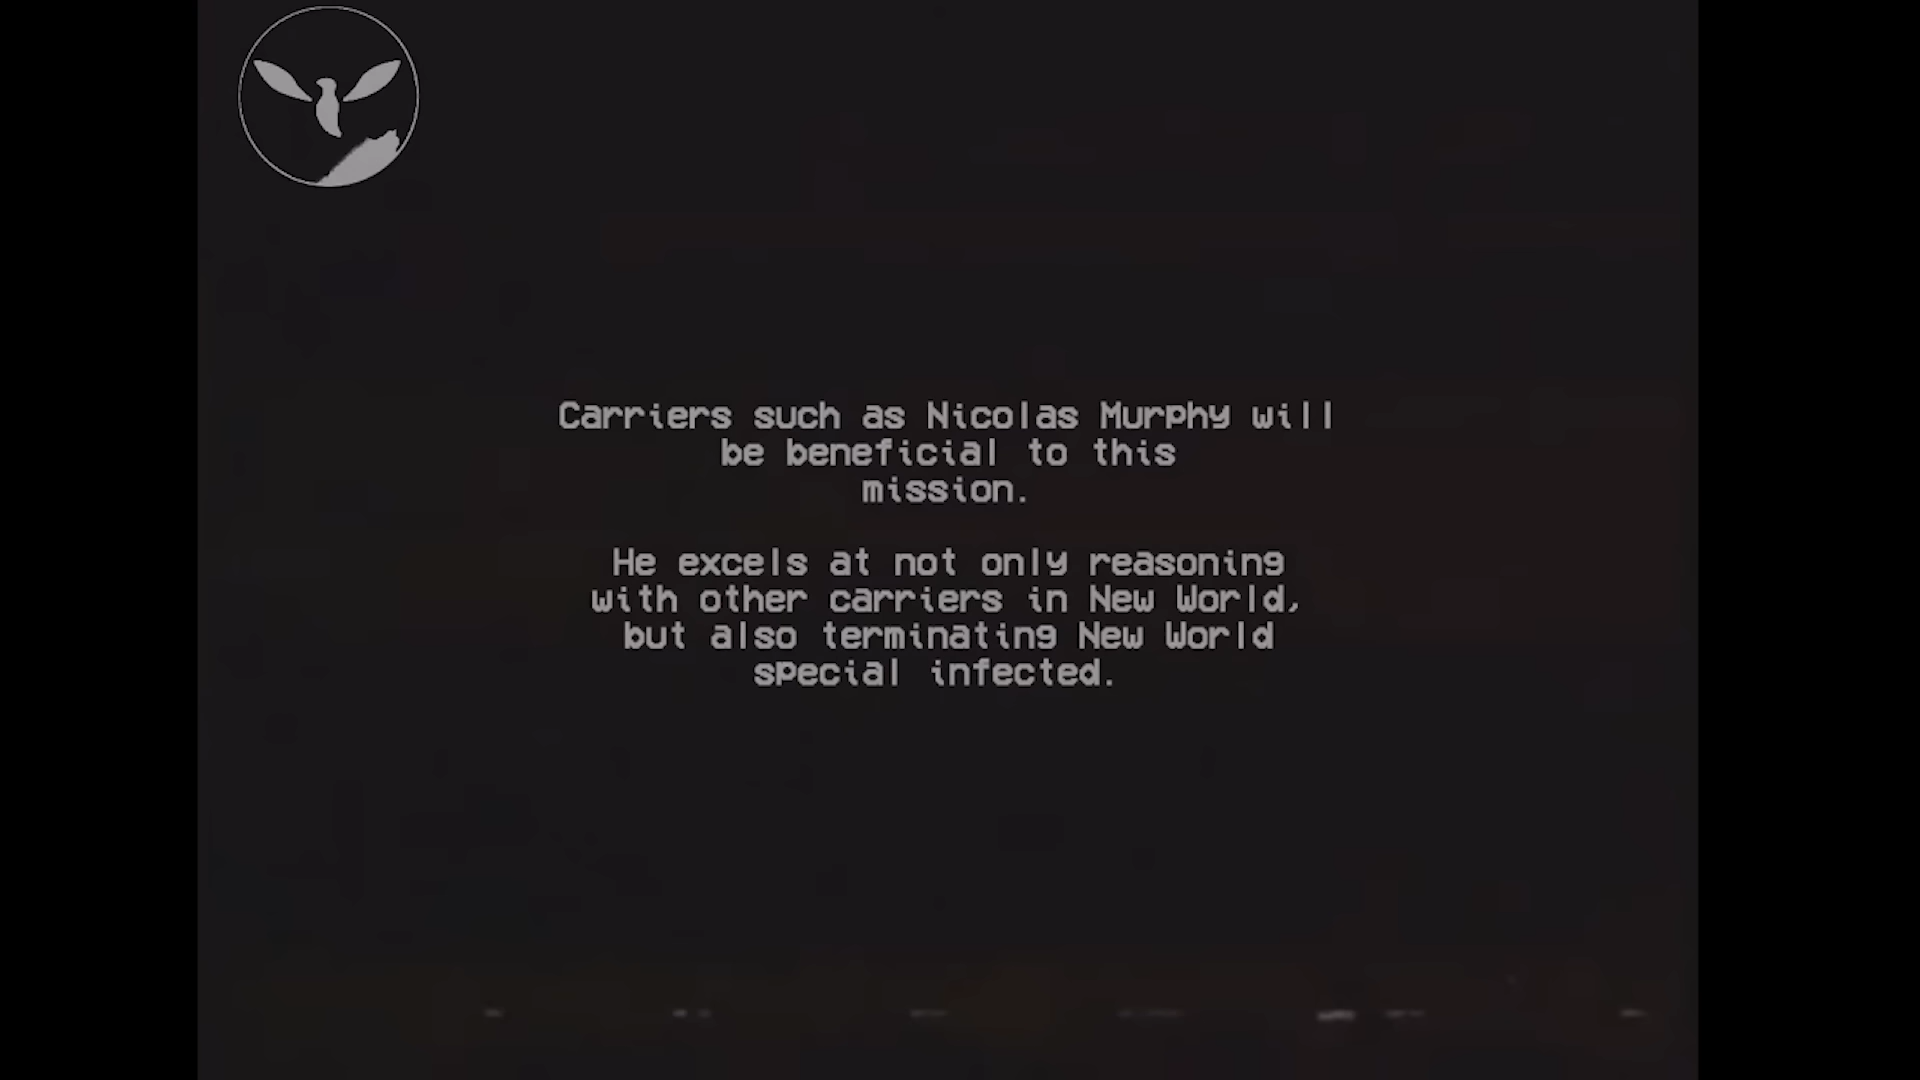 Carriers such as Nicolas Murphy will
be beneficial to this
mission.
He excels at not only reasoning
with other carriers in New World,
but also terminating New World
special infected.